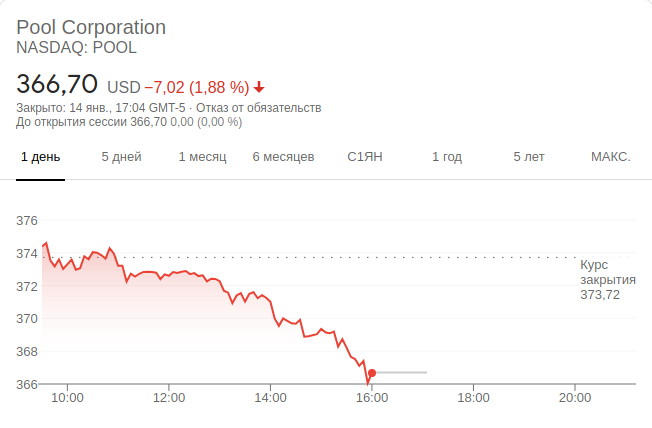 Pool Corporation
NASDAQ: POOL
366,70 USD −7,02 (1,88 %)
Закрыто: 14 янв., 17:04 GMT-5 · Отказ от обязательств
До открытия сессии 366,70 0,00 (0,00 %)
1 день 5 дней 1 месяц 6 месяцев С1ЯН 1 год 5 лет МАКС.
376
374
Курс
закрытия
373,72
372
370
368
366
10:00 12:00 14:00 16:00 18:00 20:00